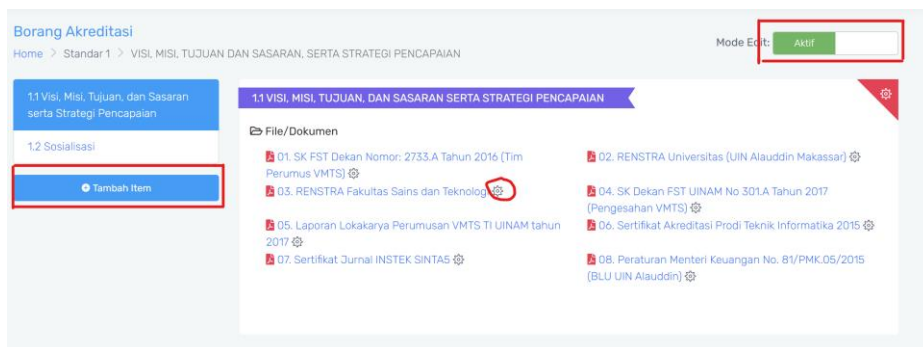 Borang Akreditasi
Home > Standar 1 > VISI, MISI, TUJUAN DAN SASARAN, SERTA STRATEGI PENCAPAIAN
Mode Edit: Aktif
1.1 Visi, Misi, Tujuan, dan Sasaran
serta Strategi Pencapaian
1.2 Sosialisasi
Tambah Item
1.1 VISI, MISI, TUJUAN, DAN SASARAN SERTA STRATEGI PENCAPAIAN
File/Dokumen
01. SK FST Dekan Nomor: 2733.A Tahun 2016 (Tim
Perumus VMTS)
02. RENSTRA Universitas (UIN Alauddin Makassar)
03. RENSTRA Fakultas Sains dan Teknologi
04. SK Dekan FST UINAM No 301.A Tahun 2017
(Pengesahan VMTS)
05. Laporan Lokakarya Perumusan VMTS TI UINAM tahun
2017
06. Sertifikat Akreditasi Prodi Teknik Informatika 2015
07. Sertifikat Jurnal INSTEK SINTA5
08. Peraturan Menteri Keuangan No. 81/PMK.05/2015
(BLU UIN Alauddin)